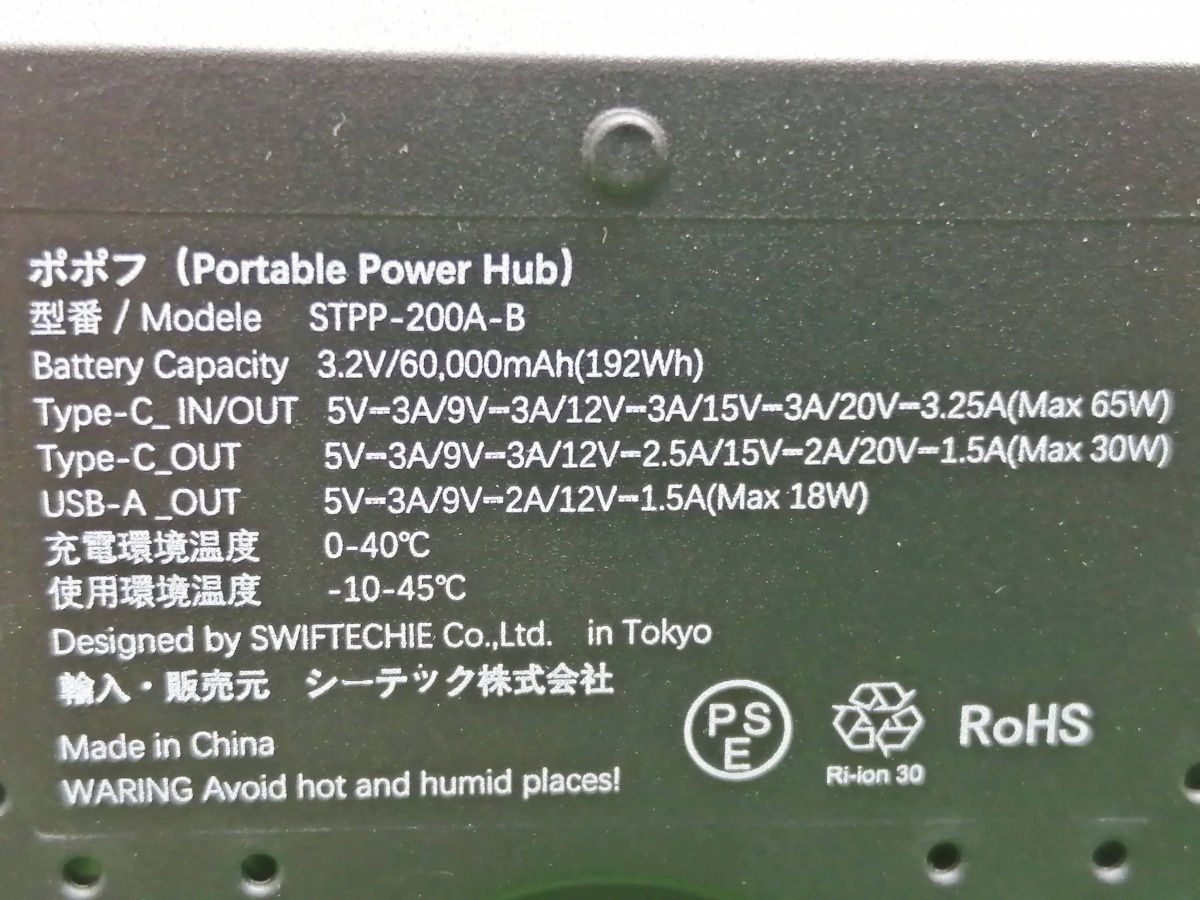 ポポフ（Portable Power Hub）
型番 / Modele STPP-200A-B
Battery Capacity 3.2V/60,000mAh(192Wh)
Type-C_ IN/OUT 5V⎓3A/9V⎓3A/12V⎓3A/15V⎓3A/20V⎓3.25A(Max 65W)
Type-C_OUT 5V⎓3A/9V⎓3A/12V⎓2.5A/15V⎓2A/20V⎓1.5A(Max 30W)
USB-A _OUT 5V⎓3A/9V⎓2A/12V⎓1.5A(Max 18W)
充電環境温度 0-40℃
使用環境温度 -10-45℃
Designed by SWIFTECHIE Co.,Ltd. in Tokyo
輸入・販売元 シーテック株式会社
PSE
RoHS
Ri-ion 30
Made in China
WARING Avoid hot and humid places!